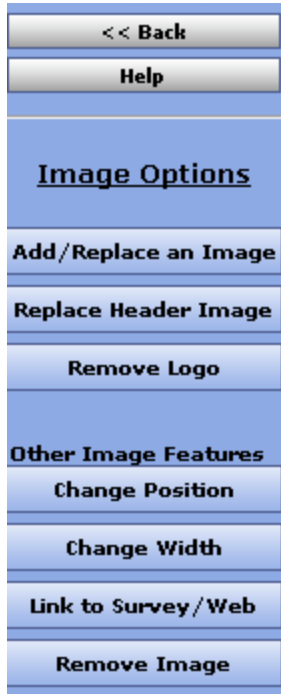 << Back
Help
Image Options
Add/Replace an Image
Replace Header Image
Remove Logo
Other Image Features
Change Position
Change Width
Link to Survey/Web
Remove Image